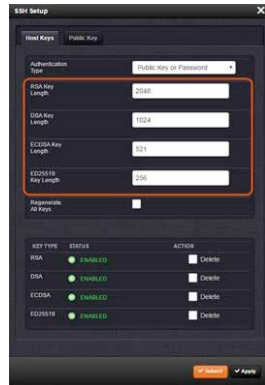 SSH Setup
Host Keys
Public Key
Authentication Type
Public Key or Password
RSA Key Length
2048
DSA Key Length
1024
ECDSA Key Length
521
ED25519 Key Length
256
Regenerate All Keys
KEY TYPE STATUS ACTION
RSA ENABLED Delete
DSA ENABLED Delete
ECDSA ENABLED Delete
ED25519 ENABLED Delete
Submit Apply